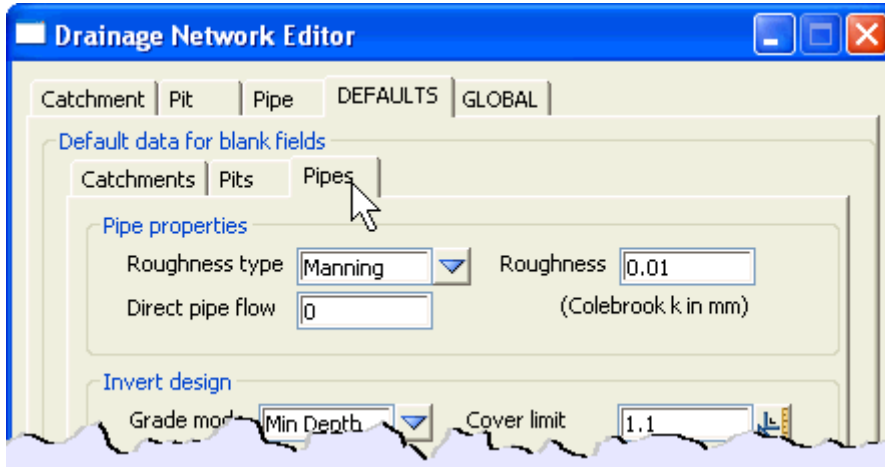 Drainage Network Editor
Catchment Pit Pipe DEFAULTS GLOBAL
Default data for blank fields
Catchments Pits Pipes
Pipe properties
Roughness type Manning Roughness 0.01
Direct pipe flow 0 (Colebrook k in mm)
Invert design
Grade mode Min Depth Cover limit 1.1